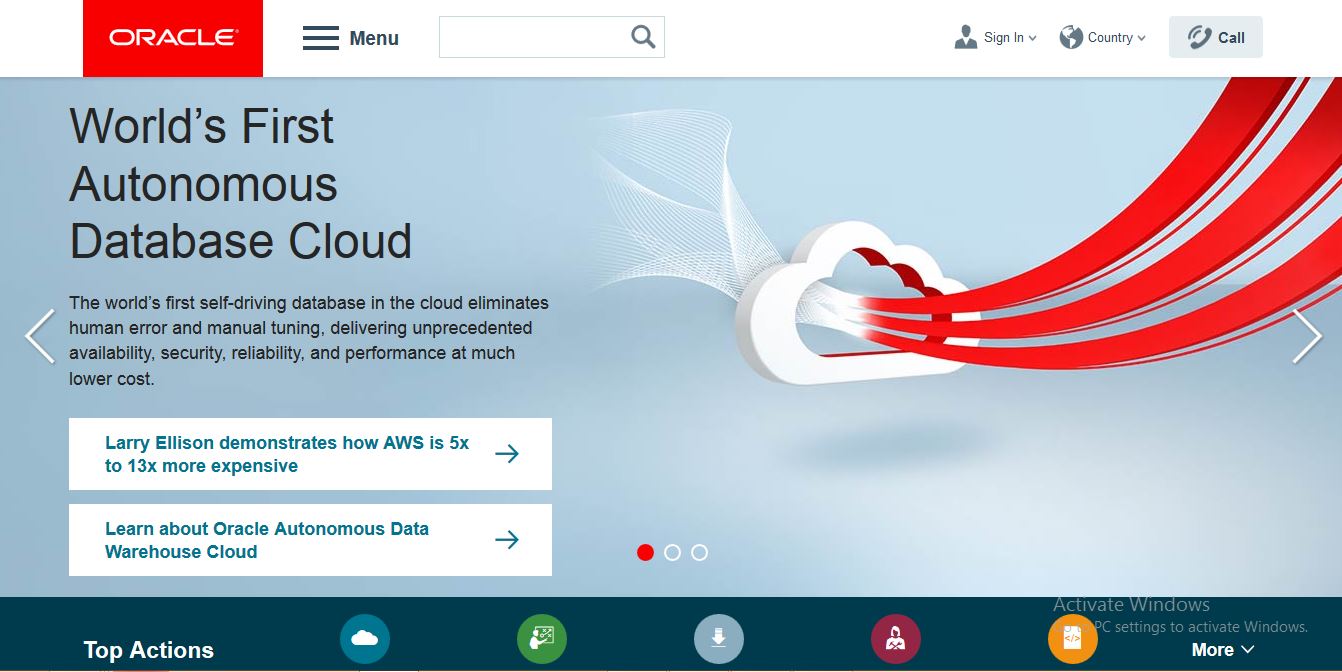 ORACLE
Menu
Sign In
Country
Call
World’s First
Autonomous
Database Cloud
The world’s first self-driving database in the cloud eliminates
human error and manual tuning, delivering unprecedented
availability, security, reliability, and performance at much
lower cost.
Larry Ellison demonstrates how AWS is 5x
to 13x more expensive
Learn about Oracle Autonomous Data
Warehouse Cloud
Activate Windows
PC settings to activate Windows.
Top Actions
</>
More